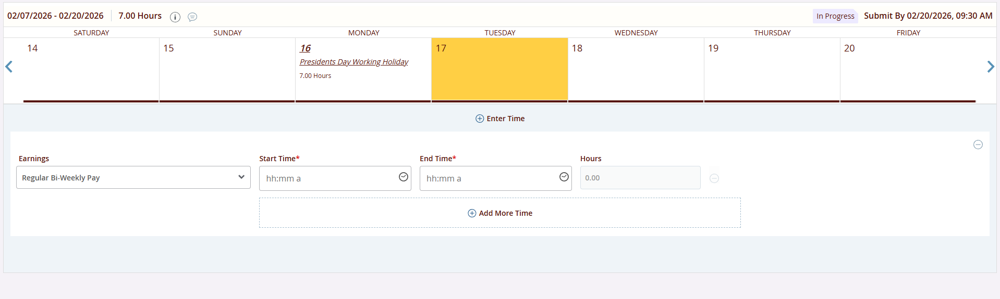 02/07/2026 - 02/20/2026 7.00 Hours In Progress Submit By 02/20/2026, 09:30 AM
SATURDAY SUNDAY MONDAY TUESDAY WEDNESDAY THURSDAY FRIDAY
14 15 16 17 18 19 20
Presidents Day Working Holiday
7.00 Hours
Enter Time
Earnings Start Time* End Time* Hours
Regular Bi-Weekly Pay hh:mm a hh:mm a 0.00
Add More Time